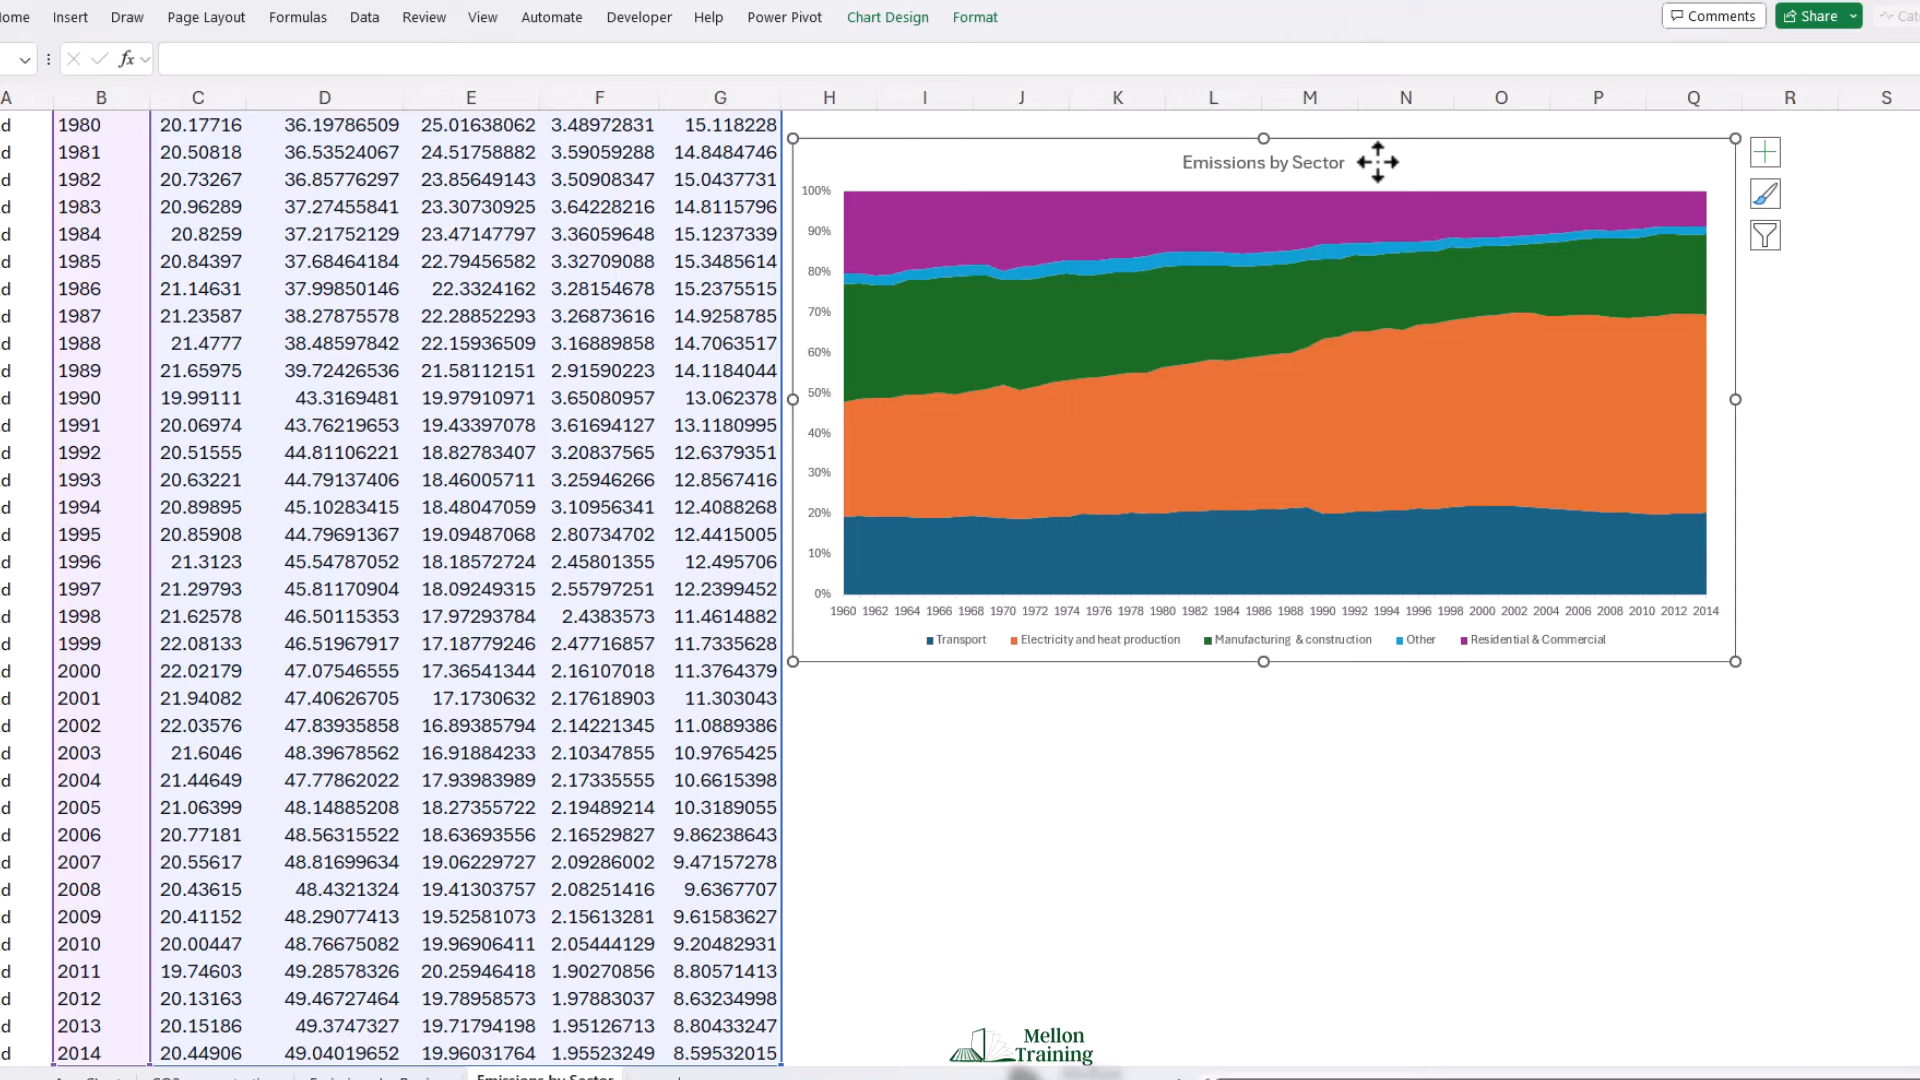 ome Insert Draw Page Layout Formulas Data Review View Automate Developer Help Power Pivot Chart Design Format Comments Share
fx
A B C D E F G H I J K L M N O P Q R S
d 1980 20.17716 36.19786509 25.01638062 3.48972831 15.118228
d 1981 20.50818 36.53524067 24.51758882 3.59059288 14.8484746
d 1982 20.73267 36.85776297 23.85649143 3.50908347 15.0437731
d 1983 20.96289 37.27455841 23.30730925 3.64228216 14.8115796
d 1984 20.8259 37.21752129 23.47147797 3.36059648 15.1237339
d 1985 20.84397 37.68464184 22.79456582 3.32709088 15.3485614
d 1986 21.14631 37.99850146 22.3324162 3.28154678 15.2375515
d 1987 21.23587 38.27875578 22.28852293 3.26873616 14.9258785
d 1988 21.4777 38.48597842 22.15936509 3.16889858 14.7063517
d 1989 21.65975 39.72426536 21.58112151 2.91590223 14.1184044
d 1990 19.99111 43.3169481 19.97910971 3.65080957 13.062378
d 1991 20.06974 43.76219653 19.43397078 3.61694127 13.1180995
d 1992 20.51555 44.81106221 18.82783407 3.20837565 12.6379351
d 1993 20.63221 44.79137406 18.46005711 3.25946266 12.8567416
d 1994 20.89895 45.10283415 18.48047059 3.10956341 12.4088268
d 1995 20.85908 44.79691367 19.09487068 2.80734702 12.4415005
d 1996 21.3123 45.54787052 18.18572724 2.45801355 12.495706
d 1997 21.29793 45.81170904 18.09249315 2.55797251 12.2399452
d 1998 21.62578 46.50115353 17.97293784 2.4383573 11.4614882
d 1999 22.08133 46.51967917 17.18779246 2.47716857 11.7335628
d 2000 22.02179 47.07546555 17.36541344 2.16107018 11.3764379
d 2001 21.94082 47.40626705 17.1730632 2.17618903 11.303043
d 2002 22.03576 47.83935858 16.89385794 2.14221345 11.0889386
d 2003 21.6046 48.39678562 16.91884233 2.10347855 10.9765425
d 2004 21.44649 47.77862022 17.93983989 2.17335555 10.6615398
d 2005 21.06399 48.14885208 18.27355722 2.19489214 10.3189055
d 2006 20.77181 48.56315522 18.63693556 2.16529827 9.86238643
d 2007 20.55617 48.81699634 19.06229727 2.09286002 9.47157278
d 2008 20.43615 48.4321324 19.41303757 2.08251416 9.6367707
d 2009 20.41152 48.29077413 19.52581073 2.15613281 9.61583627
d 2010 20.00447 48.76675082 19.96906411 2.05444129 9.20482931
d 2011 19.74603 49.28578326 20.25946418 1.90270856 8.80571413
d 2012 20.13163 49.46727464 19.78958573 1.97883037 8.63234998
d 2013 20.15186 49.3747327 19.71794198 1.95126713 8.80433247
d 2014 20.44906 49.04019652 19.96031764 1.95523249 8.59532015
Emissions by Sector
100%
90%
80%
70%
60%
50%
40%
30%
20%
10%
0%
1960 1962 1964 1966 1968 1970 1972 1974 1976 1978 1980 1982 1984 1986 1988 1990 1992 1994 1996 1998 2000 2002 2004 2006 2008 2010 2012 2014
Transport Electricity and heat production Manufacturing & construction Other Residential & Commercial
Mellon
Training
Emissions by Sector